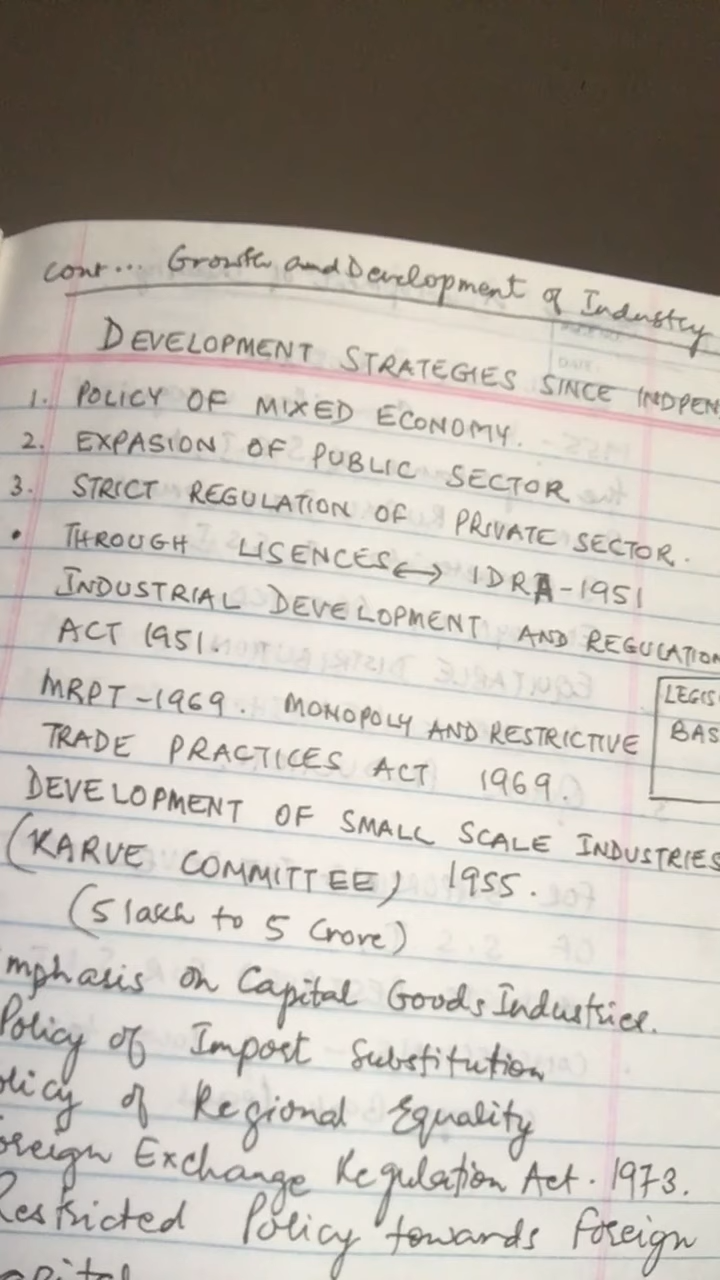 cont... Growth and Development of Industry
DEVELOPMENT STRATEGIES SINCE INDPEN
1. POLICY OF MIXED ECONOMY.
2. EXPASION OF PUBLIC SECTOR
3. STRICT REGULATION OF PRIVATE SECTOR.
• THROUGH LISENCES ↔ IDRA-1951
INDUSTRIAL DEVELOPMENT AND REGULATION
ACT 1951.
MRPT-1969. MONOPOLY AND RESTRICTIVE
LEGIS
TRADE PRACTICES ACT 1969.
BAS
DEVELOPMENT OF SMALL SCALE INDUSTRIES
(KARVE COMMITTEE) 1955.
(5 lakh to 5 Crore)
mphasis on Capital Goods Industries.
Policy of Import Substitution
olicy of Regional Equality
oreign Exchange Regulation Act. 1973.
Restricted Policy towards foreign
apital